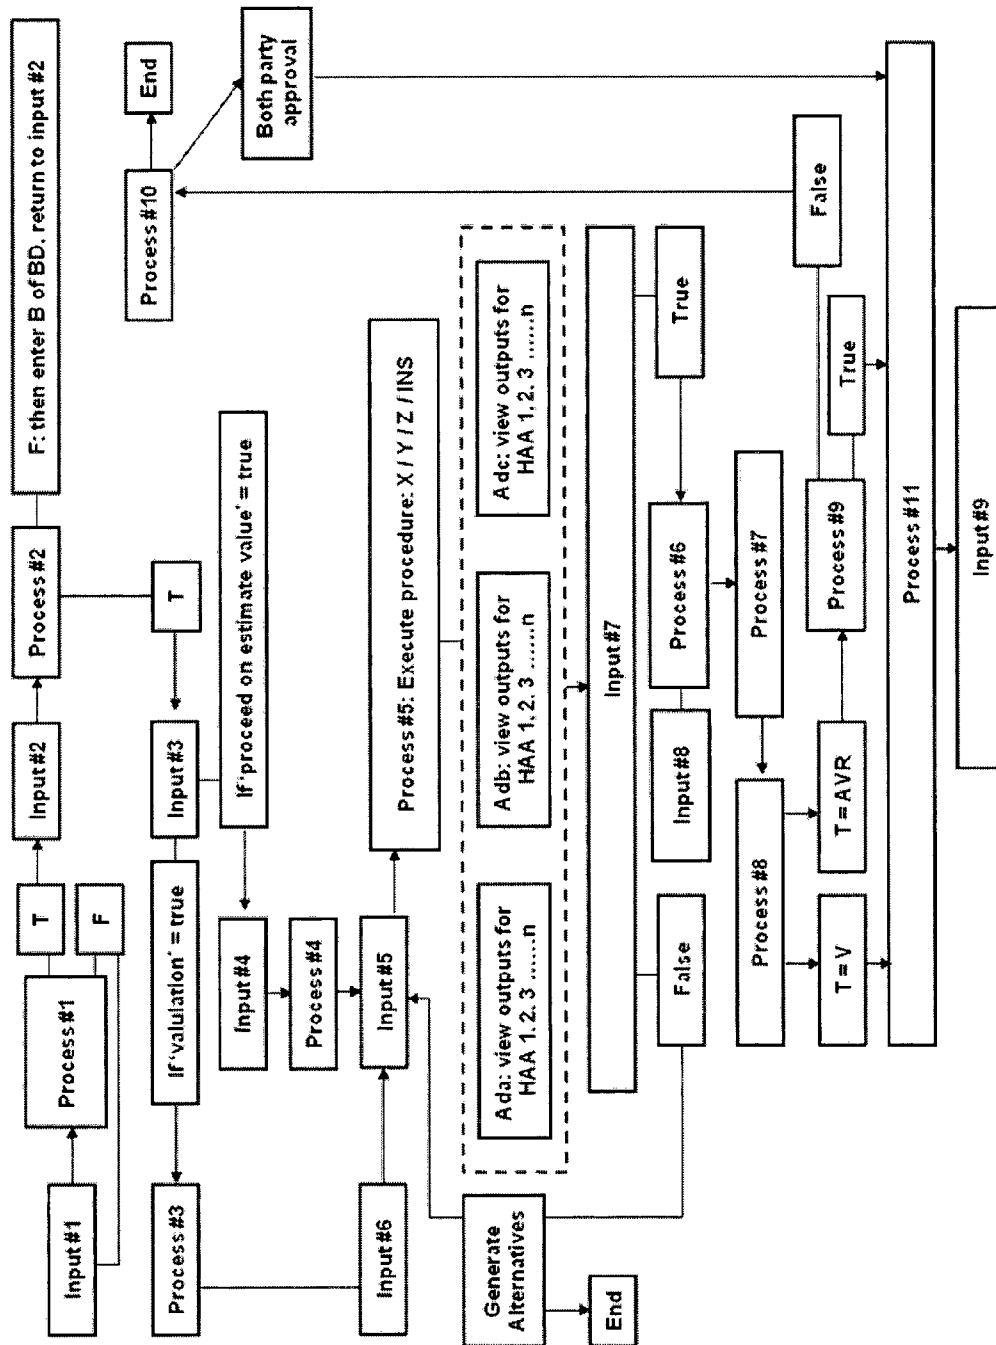 Input#1
Process#1
T
F
Input#2
Process#2
F: then enter B of BD, return to input #2
Process#3
If 'valulation' = true
Input#3
T
Process#10
End
Input#4
If 'proceed on estimate value' = true
Both party
approval
Process#4
Input#6
Input#5
Process #5: Execute procedure: X / Y / Z / INS
Generate
Alternatives
End
Ada: view outputs for
HAA 1, 2, 3 .......n
Adb: view outputs for
HAA 1, 2, 3 .......n
Adc: view outputs for
HAA 1, 2, 3 ......n
Input#7
False
True
Input#8
Process#6
Process#8
Process#7
T = V
T = AVR
Process#9
True
False
Process#11
Input#9